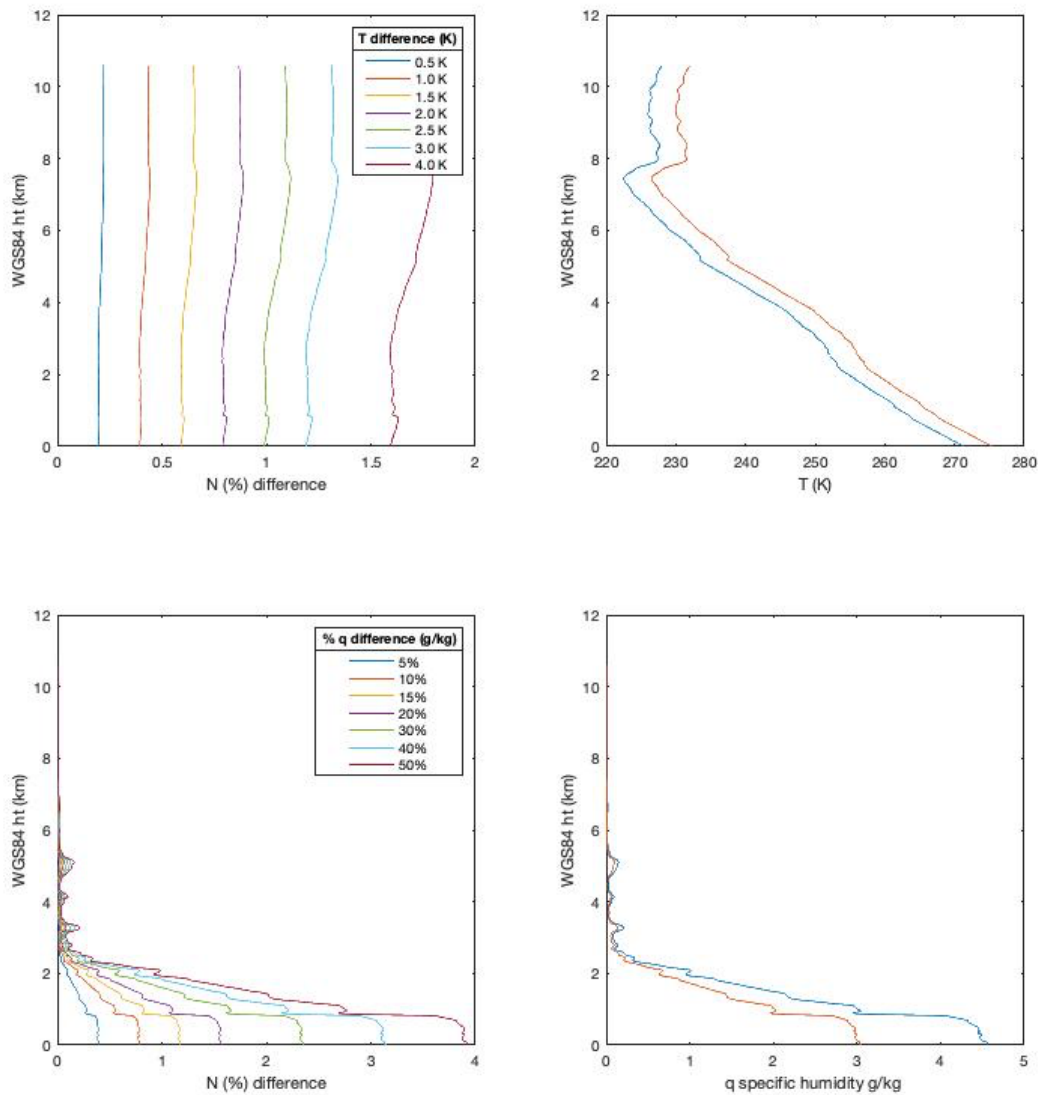 12
10
8
6
4
2
0
WGS84 ht (km)
T difference (K)
0.5 K
1.0 K
1.5 K
2.0 K
2.5 K
3.0 K
4.0 K
0 0.5 1 1.5 2
N (%) difference
12
10
8
6
4
2
0
WGS84 ht (km)
220 230 240 250 260 270 280
T (K)
12
10
8
6
4
2
0
WGS84 ht (km)
% q difference (g/kg)
5%
10%
15%
20%
30%
40%
50%
0 1 2 3 4
N (%) difference
12
10
8
6
4
2
0
WGS84 ht (km)
0 1 2 3 4 5
q specific humidity g/kg